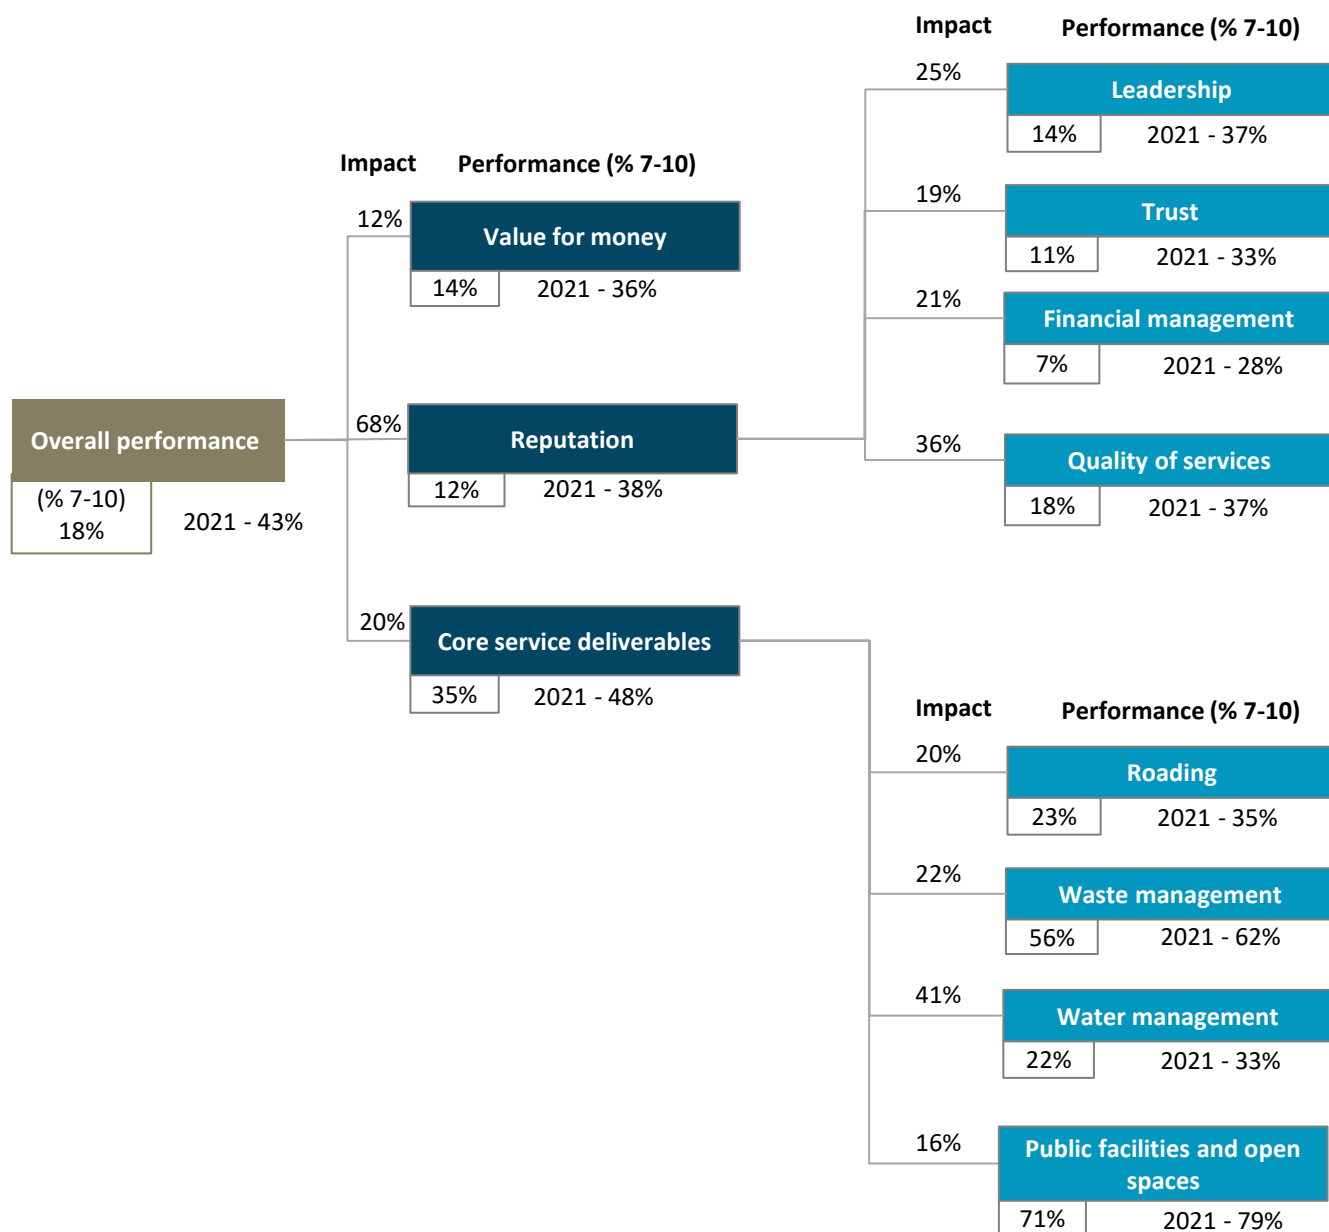 Impact Performance (% 7-10)
25%
Leadership
14% 2021 - 37%
19%
Trust
11% 2021 - 33%
21%
Financial management
7% 2021 - 28%
36%
Quality of services
18% 2021 - 37%
Impact Performance (% 7-10)
12%
Value for money
14% 2021 - 36%
68%
Reputation
12% 2021 - 38%
20%
Core service deliverables
35% 2021 - 48%
Overall performance
(% 7-10)
18%
2021 - 43%
Impact Performance (% 7-10)
20%
Roading
23% 2021 - 35%
22%
Waste management
56% 2021 - 62%
41%
Water management
22% 2021 - 33%
16%
Public facilities and open
spaces
71% 2021 - 79%